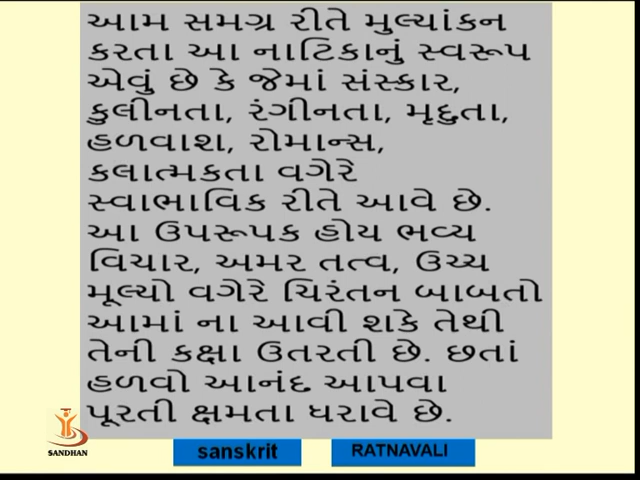 આમ સમગ્ર રીતે મુલ્યાંકન
કરતા આ નાટિકાનું સ્વરૂપ
એવું છે કે જેમાં સંસ્કાર,
કુલીનતા, રંગીનતા, મૃદુતા,
હળવાશ, રોમાન્સ,
કલાત્મકતા વગેરે
સ્વાભાવિક રીતે આવે છે.
આ ઉપરૂપક હોય ભવ્ય
વિચાર, અમર તત્વ, ઉચ્ચ
મૂલ્યો વગેરે ચિરંતન બાબતો
આમાં ના આવી શકે તેથી
તેની કક્ષા ઉતરતી છે. છતાં
હળવો આનંદ આપવા
પૂરતી ક્ષમતા ધરાવે છે.
SANDHAN
sanskrit
RATNAVALI